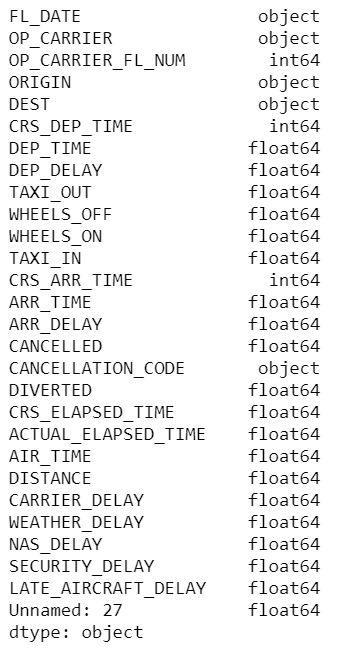 FL_DATE object
OP_CARRIER object
OP_CARRIER_FL_NUM int64
ORIGIN object
DEST object
CRS_DEP_TIME int64
DEP_TIME float64
DEP_DELAY float64
TAXI_OUT float64
WHEELS_OFF float64
WHEELS_ON float64
TAXI_IN float64
CRS_ARR_TIME int64
ARR_TIME float64
ARR_DELAY float64
CANCELLED float64
CANCELLATION_CODE object
DIVERTED float64
CRS_ELAPSED_TIME float64
ACTUAL_ELAPSED_TIME float64
AIR_TIME float64
DISTANCE float64
CARRIER_DELAY float64
WEATHER_DELAY float64
NAS_DELAY float64
SECURITY_DELAY float64
LATE_AIRCRAFT_DELAY float64
Unnamed: 27 float64
dtype: object